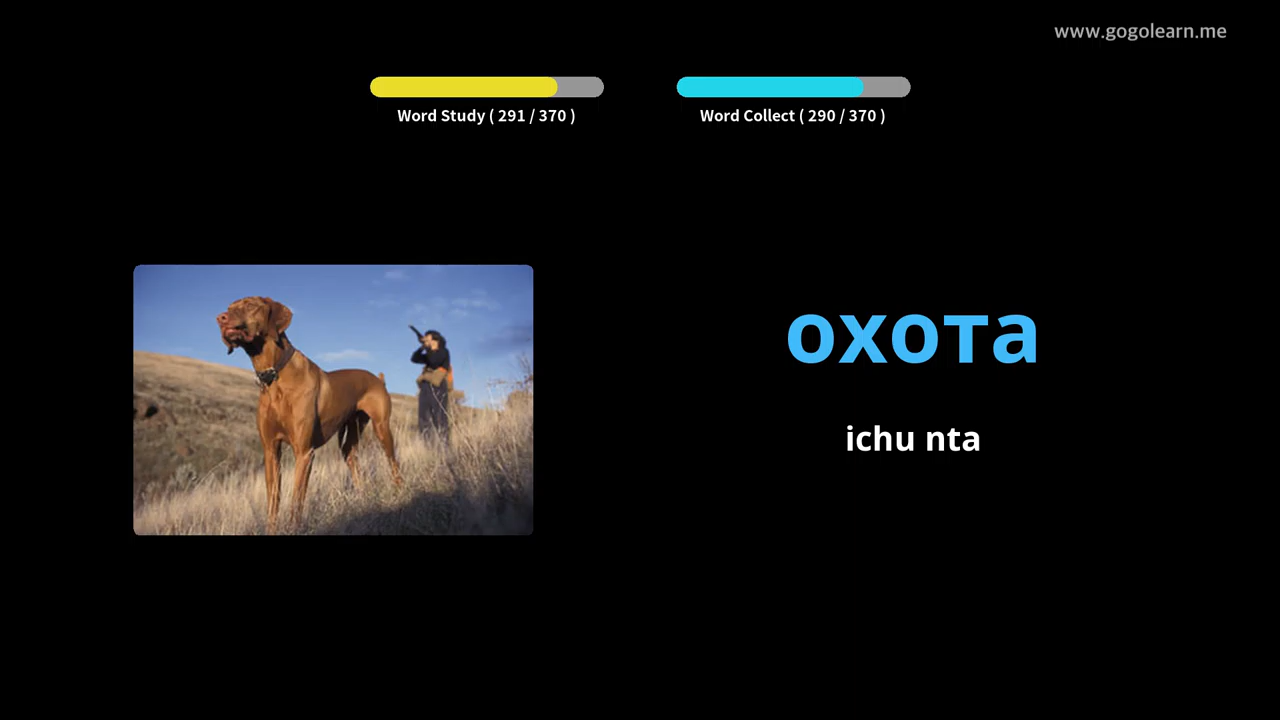 www.gogolearn.me
Word Study ( 291 / 370 )
Word Collect ( 290 / 370 )
охота
ichu nta